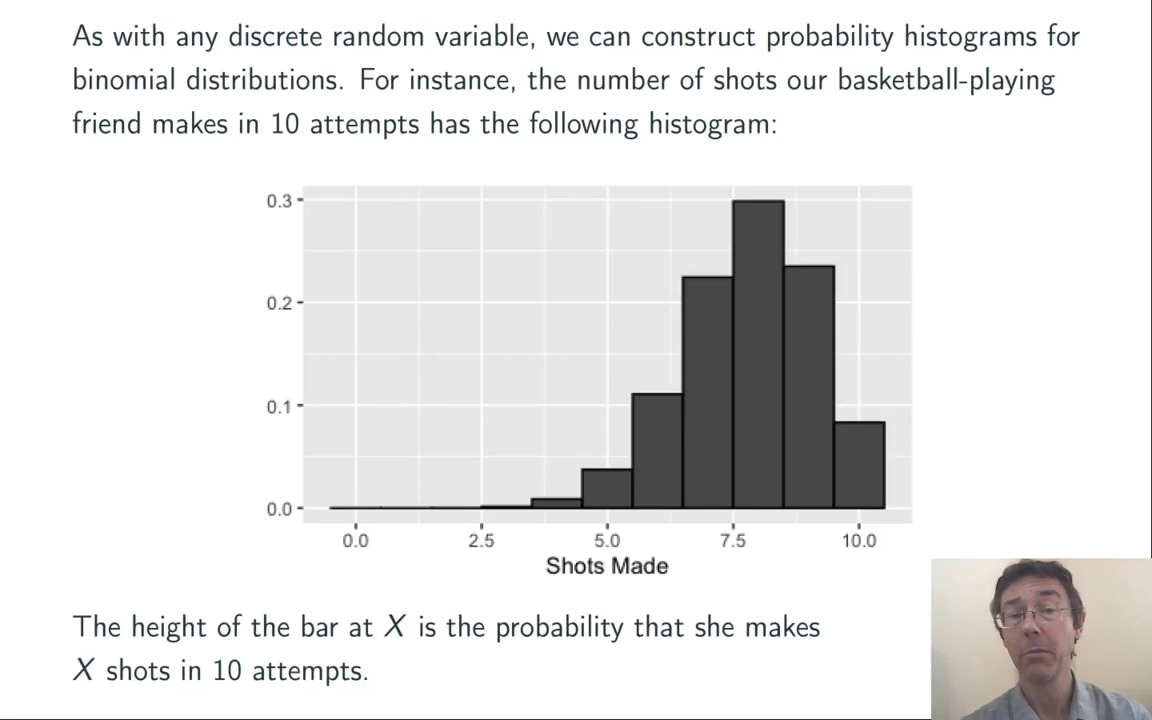 As with any discrete random variable, we can construct probability histograms for
binomial distributions. For instance, the number of shots our basketball-playing
friend makes in 10 attempts has the following histogram:
0.3
0.2
0.1
0.0
0.0 2.5 5.0 7.5 10.0
Shots Made
The height of the bar at X is the probability that she makes
X shots in 10 attempts.